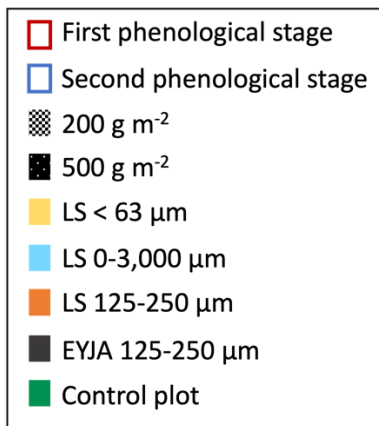 First phenological stage
Second phenological stage
200 g m⁻²
500 g m⁻²
LS < 63 µm
LS 0-3,000 µm
LS 125-250 µm
EYJA 125-250 µm
Control plot